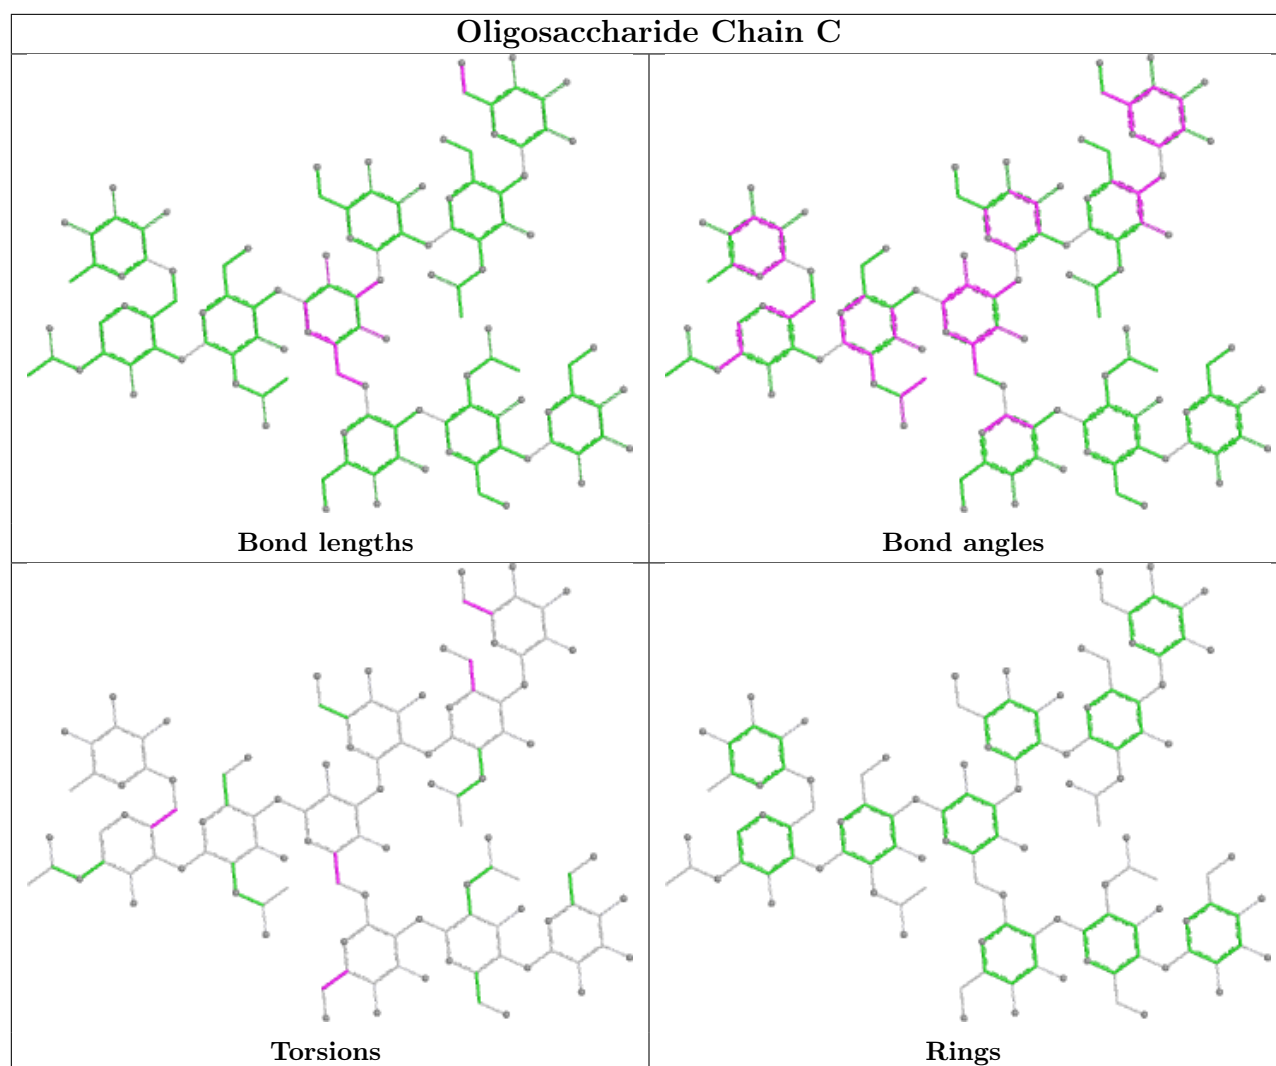 Oligosaccharide Chain C
Bond lengths
Bond angles
Torsions
Rings